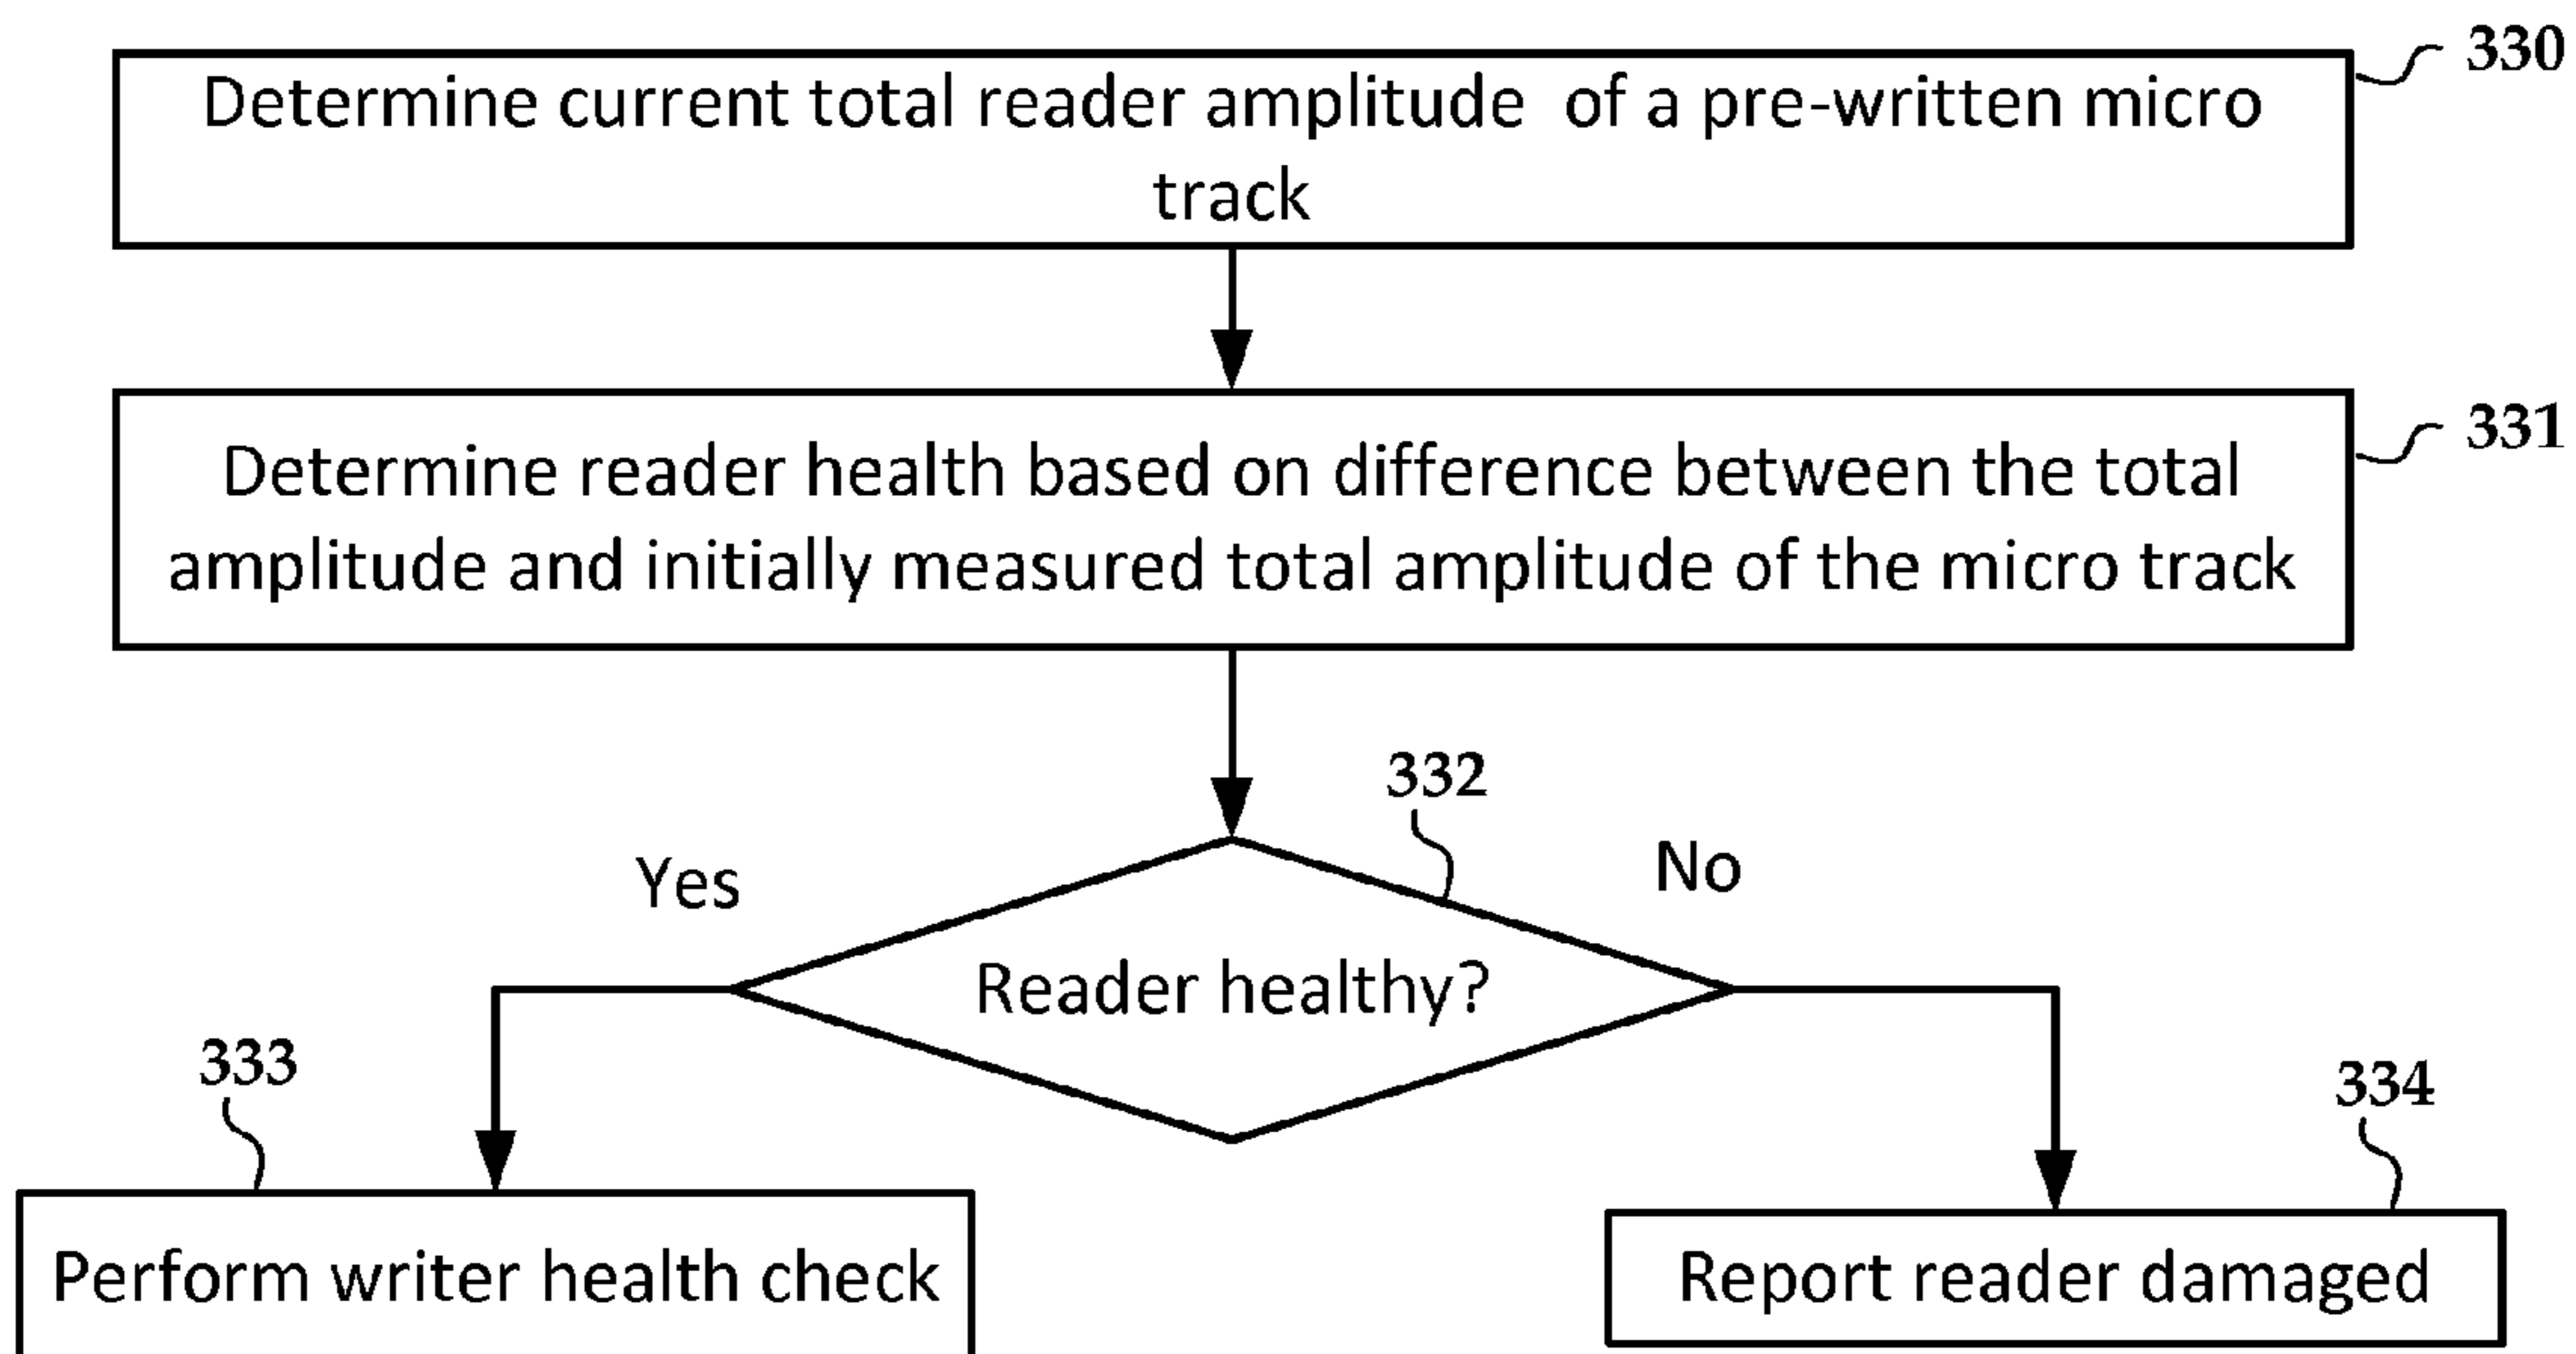 330
Determine current total reader amplitude of a pre-written micro
track
331
Determine reader health based on difference between the total
amplitude and initially measured total amplitude of the micro track
332
Yes
No
Reader healthy?
333
334
Perform writer health check
Report reader damaged